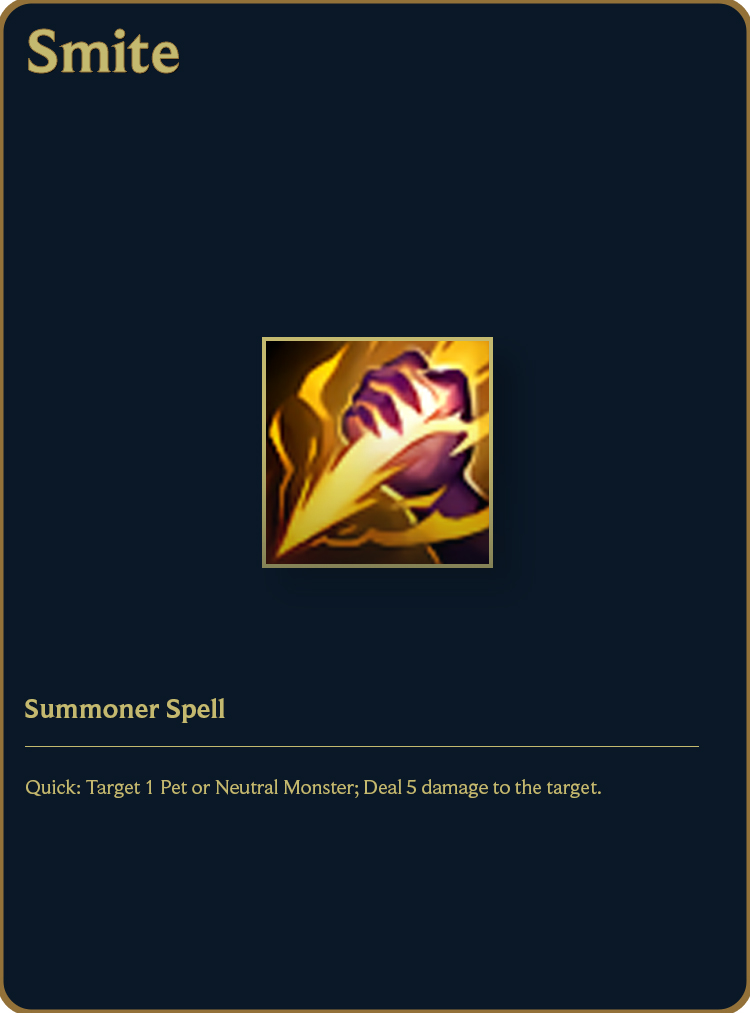 Smite
Summoner Spell
Quick: Target 1 Pet or Neutral Monster; Deal 5 damage to the target.